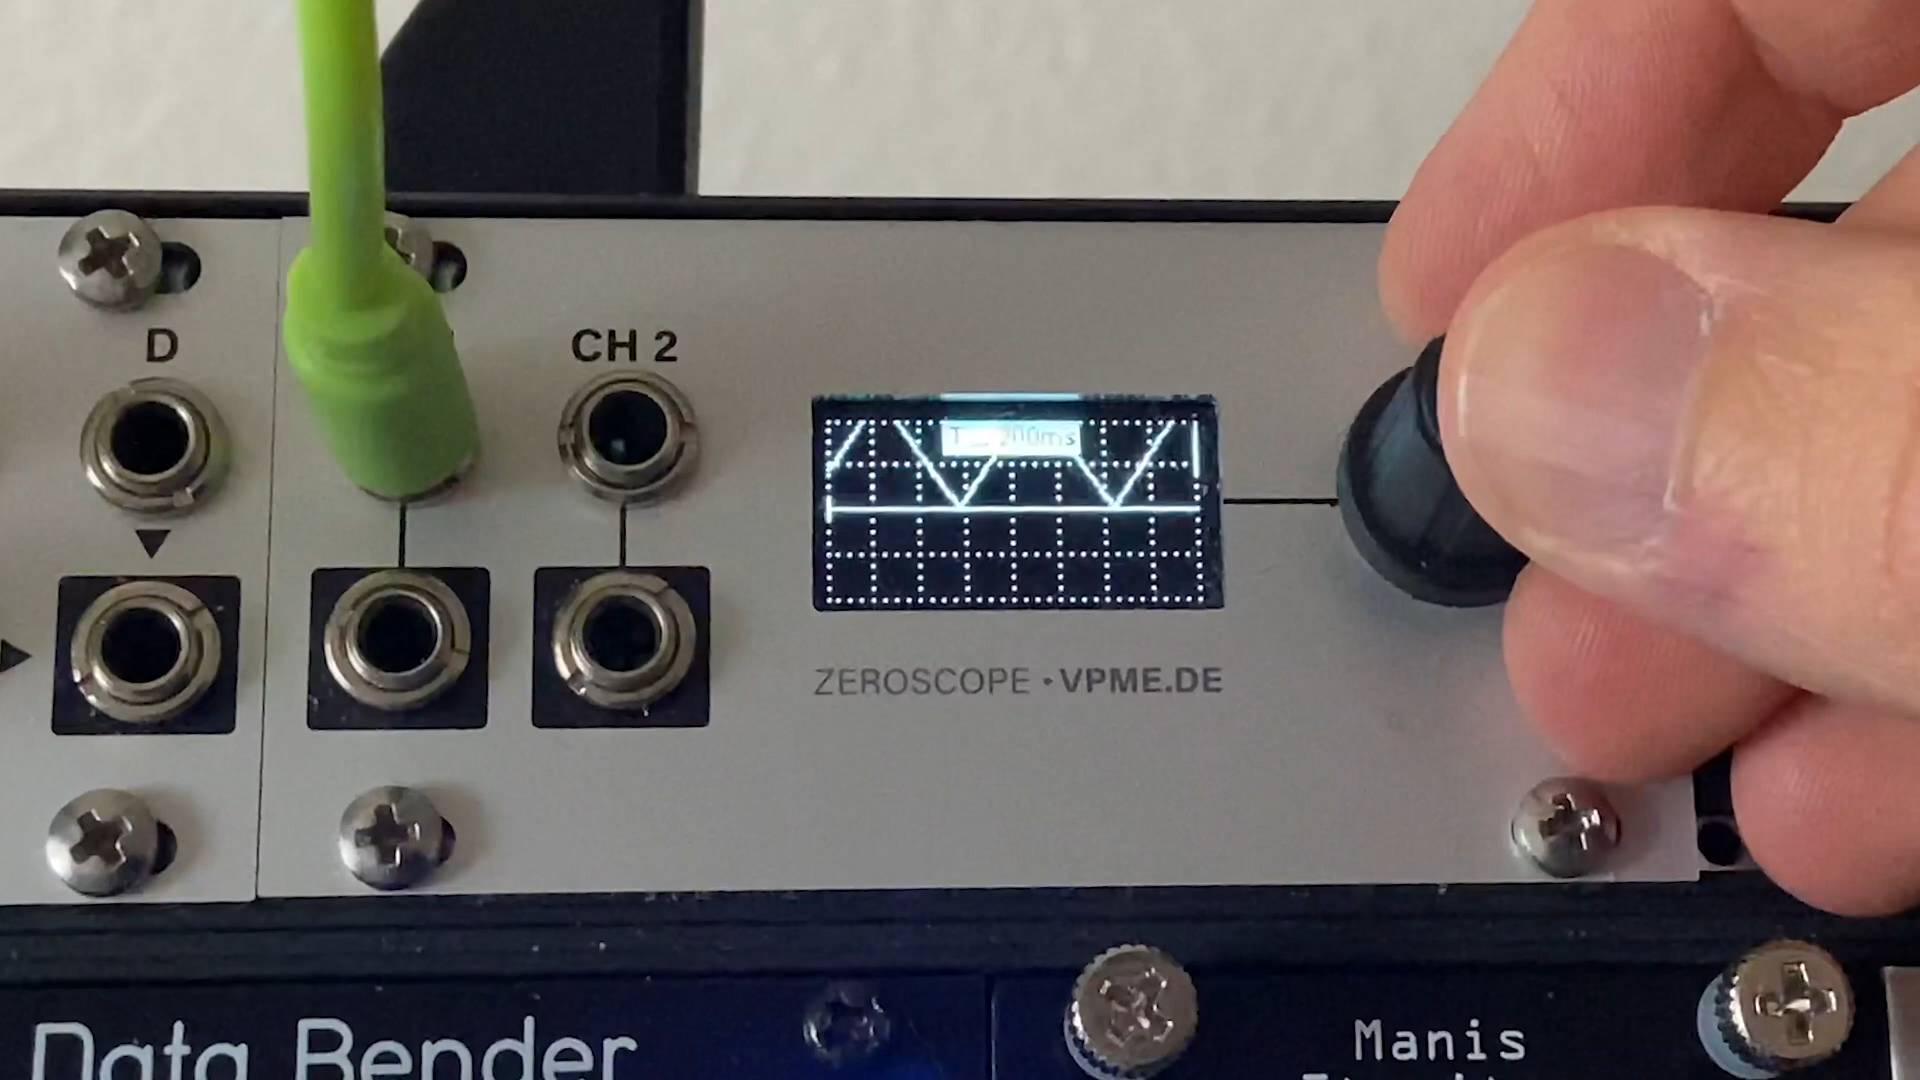 D
CH 2
ZEROSCOPE • VPME.DE
Data Bender
Manis